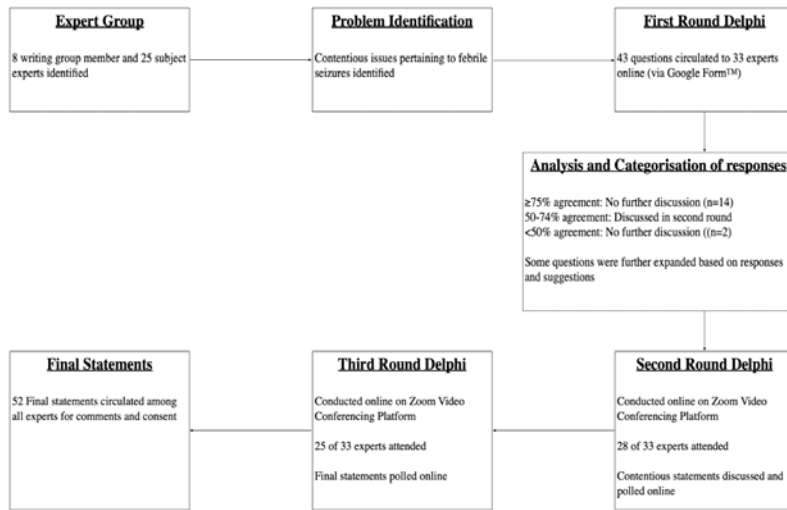 Expert Group
8 writing group member and 25 subject
experts identified
Problem Identification
Contentious issues pertaining to febrile
seizures identified
First Round Delphi
43 questions circulated to 33 experts
online (via Google Form™)
Analysis and Categorisation of responses
≥75% agreement: No further discussion (n=14)
50-74% agreement: Discussed in second round
<50% agreement: No further discussion ((n=2)
Some questions were further expanded based on responses
and suggestions
Second Round Delphi
Conducted online on Zoom Video
Conferencing Platform
28 of 33 experts attended
Contentious statements discussed and
polled online
Third Round Delphi
Conducted online on Zoom Video
Conferencing Platform
25 of 33 experts attended
Final statements polled online
Final Statements
52 Final statements circulated among
all experts for comments and consent